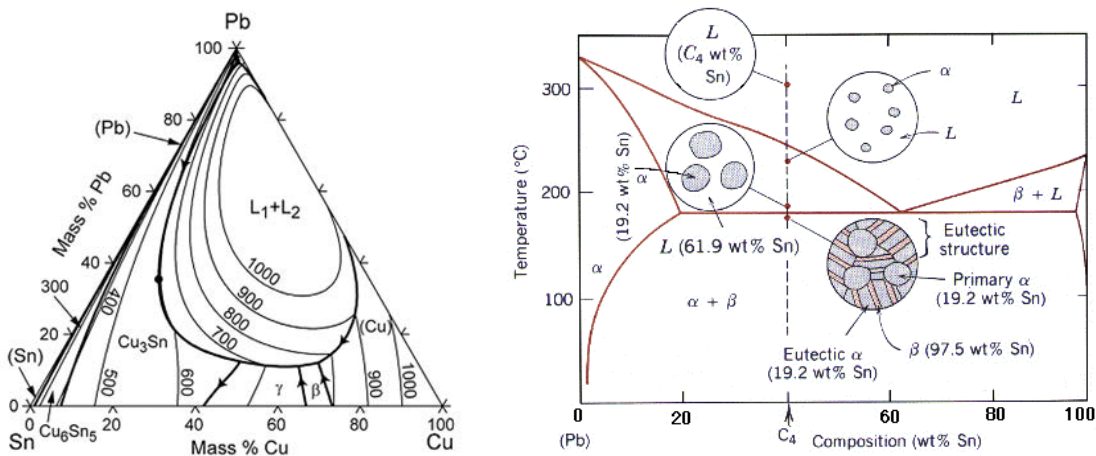 Pb
100
80
60
40
20
0
Mass % Pb
(Pb)
300
400
L1+L2
1000
900
800
700
(Cu)
Cu3Sn
(Sn)
500
600
γ
β
900
1000
0
Sn
Cu6Sn5
20
40
60
80
100
Cu
Mass % Cu
L
(C4 wt%
Sn)
α
L
L
300
200
100
Temperature (°C)
(19.2 wt% Sn)
α
L (61.9 wt% Sn)
β + L
Eutectic
structure
Primary α
(19.2 wt% Sn)
α
α + β
β (97.5 wt% Sn)
Eutectic α
(19.2 wt% Sn)
0
20
60
80
100
(Pb)
C4
Composition (wt% Sn)